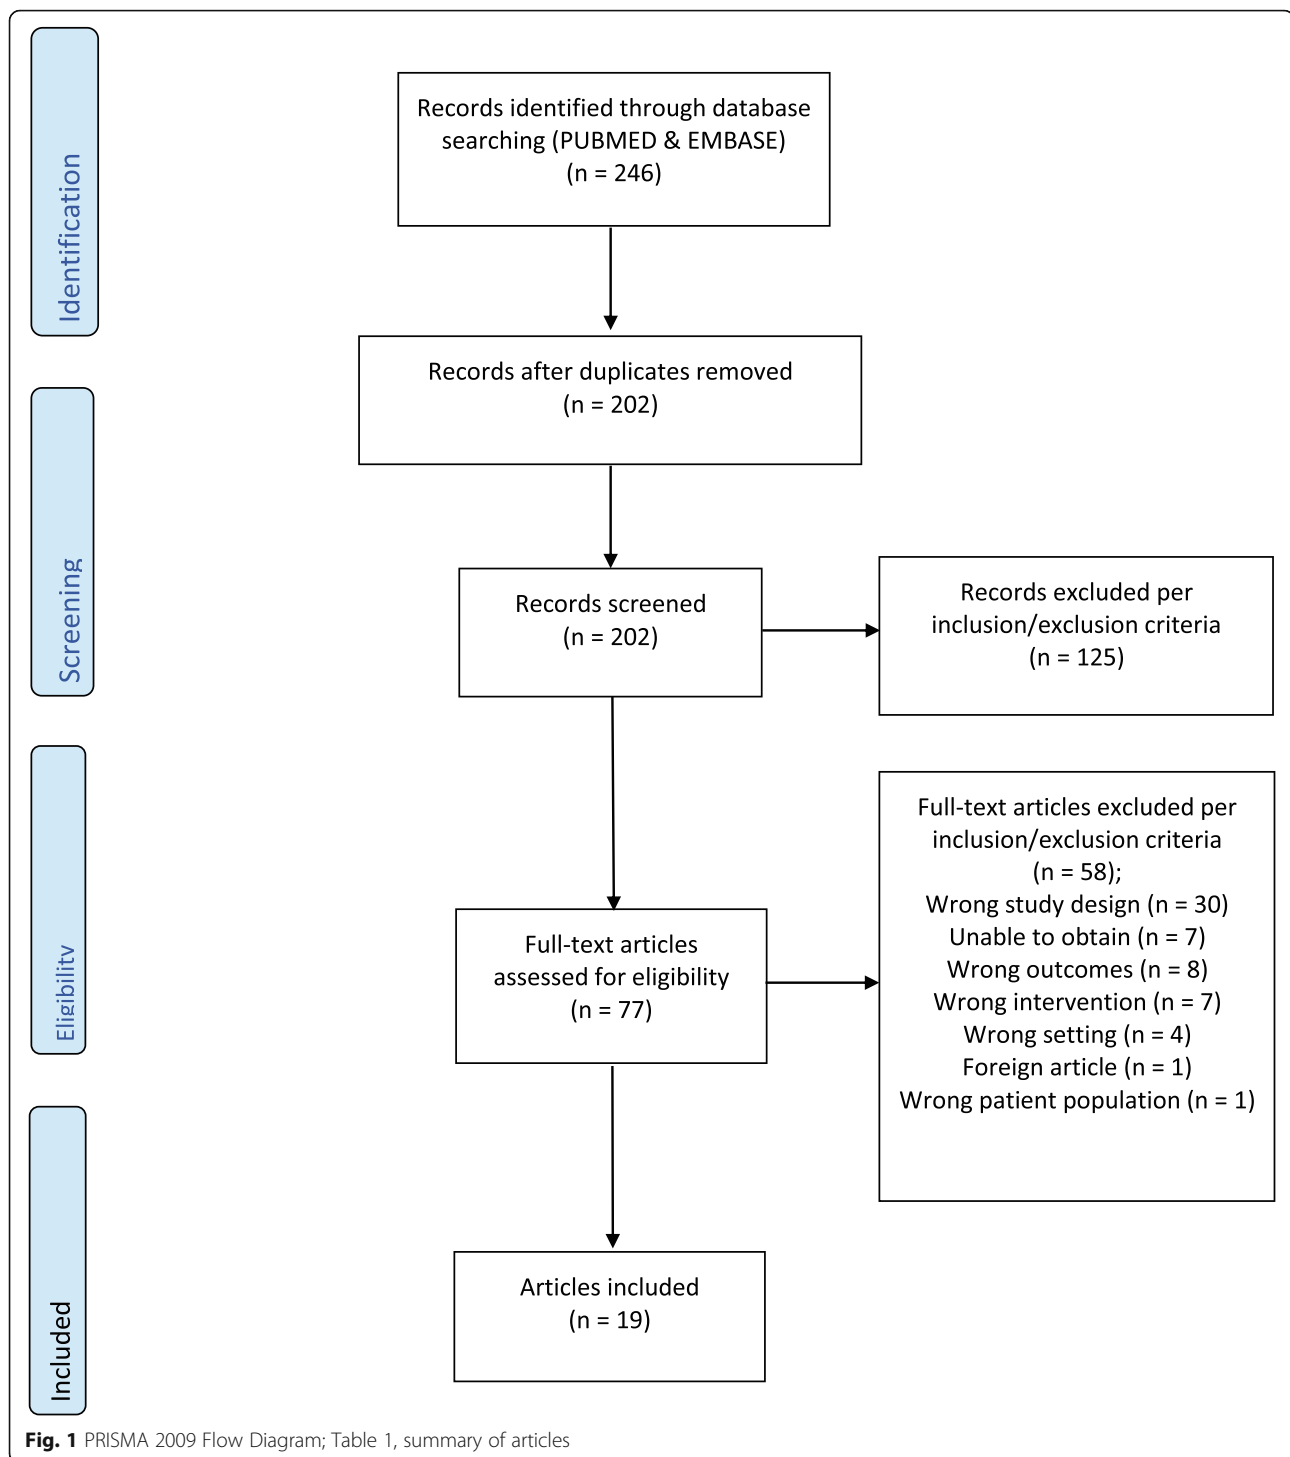 Identification
Records identified through database
searching (PUBMED & EMBASE)
(n = 246)
Records after duplicates removed
(n = 202)
Screening
Records screened
(n = 202)
Records excluded per
inclusion/exclusion criteria
(n = 125)
Eligibility
Full-text articles
assessed for eligibility
(n = 77)
Full-text articles excluded per
inclusion/exclusion criteria
(n = 58);
Wrong study design (n = 30)
Unable to obtain (n = 7)
Wrong outcomes (n = 8)
Wrong intervention (n = 7)
Wrong setting (n = 4)
Foreign article (n = 1)
Wrong patient population (n = 1)
Included
Articles included
(n = 19)
Fig. 1 PRISMA 2009 Flow Diagram; Table 1, summary of articles